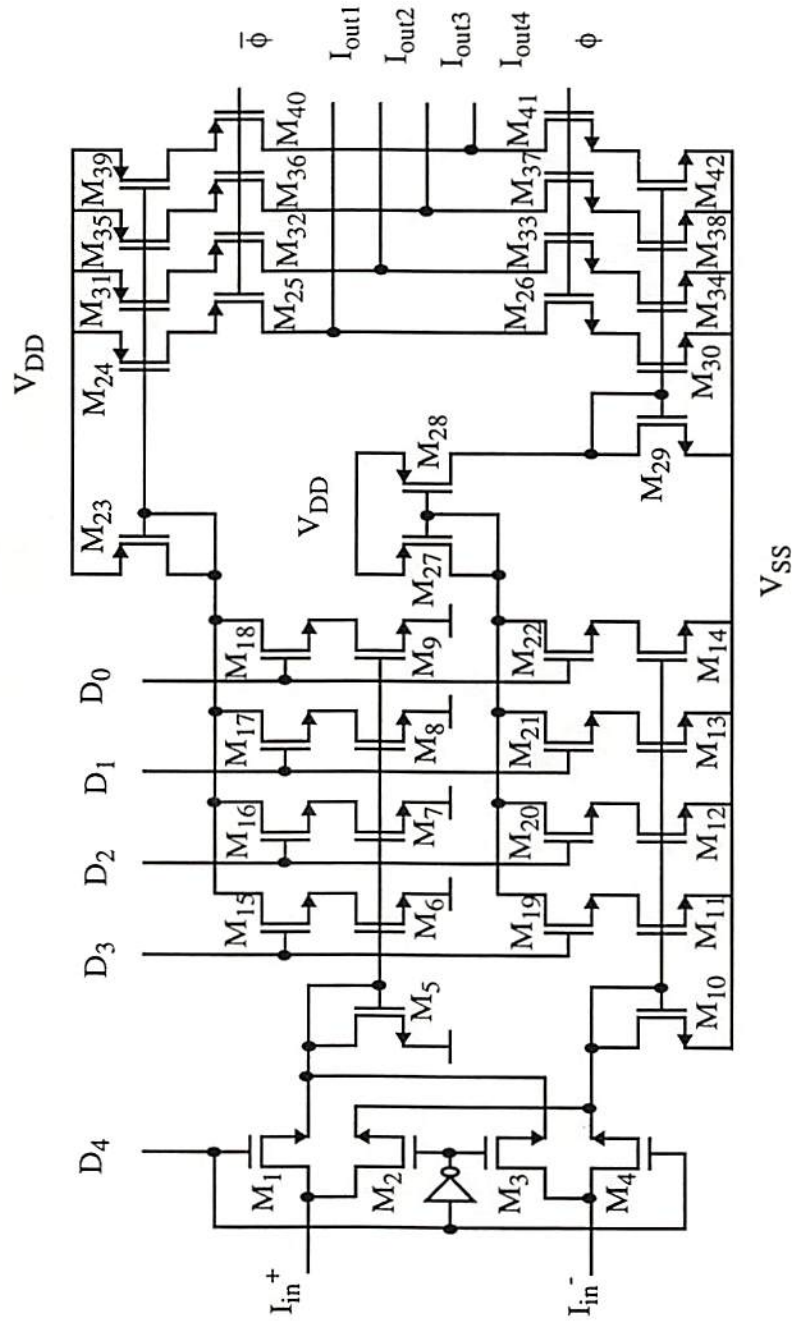 V_DD
φ̄
I_out1
I_out2
I_out3
I_out4
φ
M_39
M_35
M_31
M_24
M_23
M_40
M_36
M_32
M_25
M_41
M_37
M_33
M_26
M_42
M_38
M_34
M_30
M_29
V_DD
M_28
M_27
V_SS
D_0
D_1
D_2
D_3
D_4
M_18
M_17
M_16
M_15
M_9
M_8
M_7
M_6
M_5
M_22
M_21
M_20
M_19
M_14
M_13
M_12
M_11
M_10
M_1
M_2
M_3
M_4
I_in^+
I_in^-